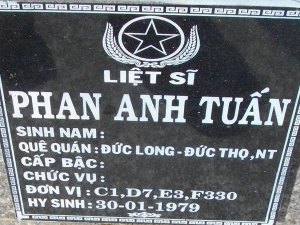 LIỆT SĨ
PHAN ANH TUẤN
SINH NAM :
QUÊ QUÁN : ĐỨC LONG - ĐỨC THỌ, NT
CẤP BẬC :
CHỨC VỤ :
ĐƠN VỊ : C1, D7, E3, F330
HY SINH : 30-01-1979